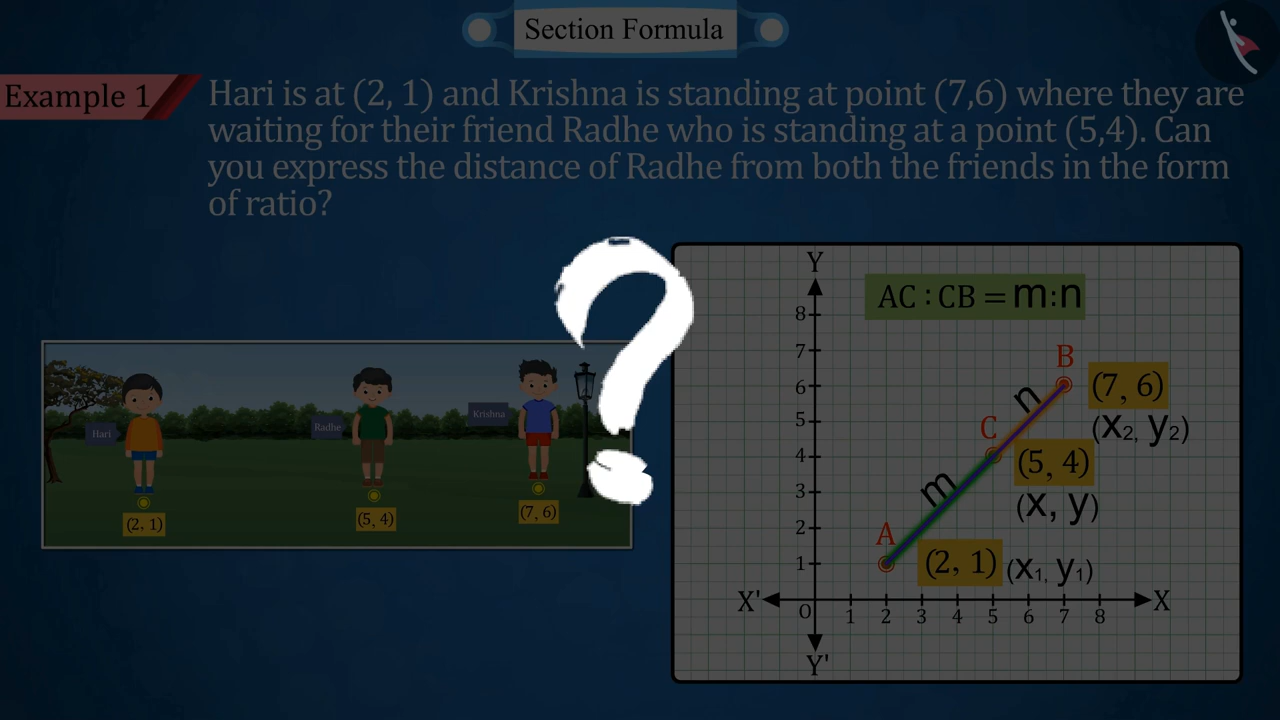 Section Formula
Example 1
Hari is at (2, 1) and Krishna is standing at point (7,6) where they are
waiting for their friend Radhe who is standing at a point (5,4). Can
you express the distance of Radhe from both the friends in the form
of ratio?
?
Hari
Radhe
Krishna
(2, 1)
(5, 4)
(7, 6)
Y
AC : CB = m:n
8
7
6
5
4
3
2
1
B
(7, 6)
(x₂, y₂)
n
C
(5, 4)
(x, y)
m
A
(2, 1) (x₁, y₁)
X' O 1 2 3 4 5 6 7 8 X
Y'